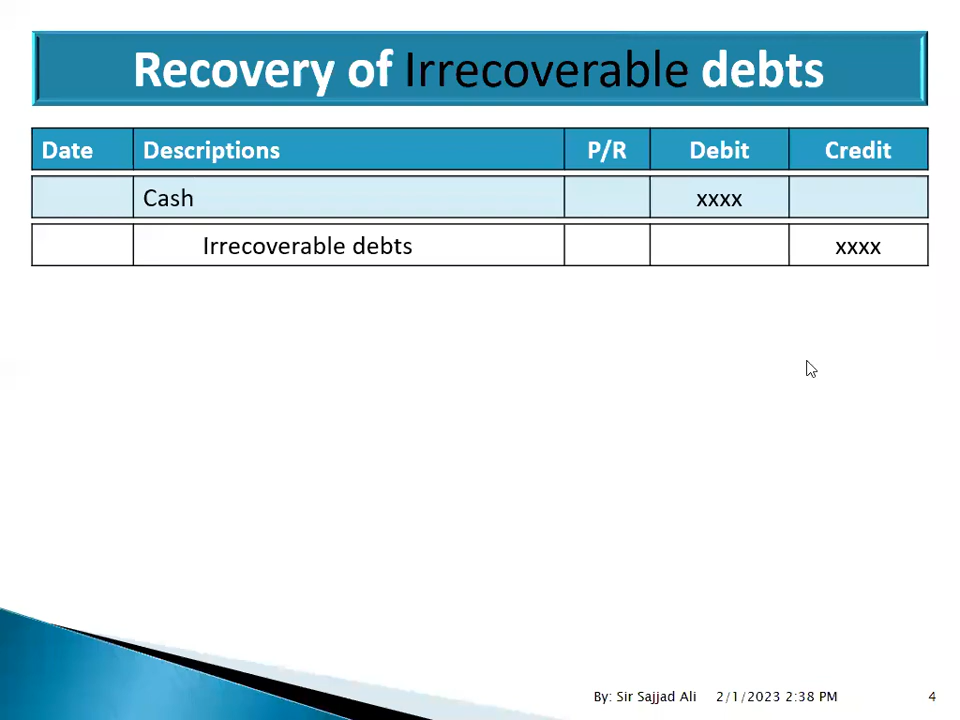 Recovery of Irrecoverable debts
Date Descriptions P/R Debit Credit
Cash xxxx
Irrecoverable debts xxxx
By: Sir Sajjad Ali 2/1/2023 2:38 PM 4